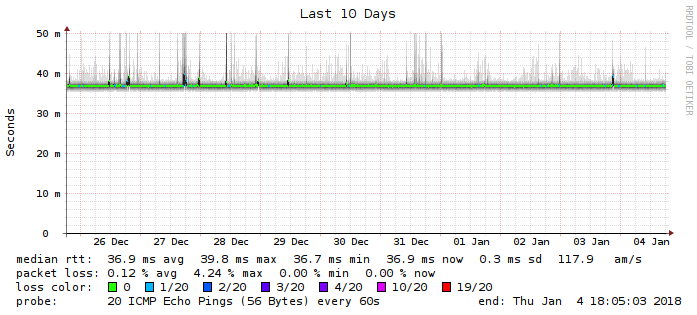 Last 10 Days
RRDTOOL / TOBI OETIKER
Seconds
50 m
40 m
30 m
20 m
10 m
0
26 Dec 27 Dec 28 Dec 29 Dec 30 Dec 31 Dec 01 Jan 02 Jan 03 Jan 04 Jan
median rtt: 36.9 ms avg 39.8 ms max 36.7 ms min 36.9 ms now 0.3 ms sd 117.9 am/s
packet loss: 0.12 % avg 4.24 % max 0.00 % min 0.00 % now
loss color: 0 1/20 2/20 3/20 4/20 10/20 19/20
probe: 20 ICMP Echo Pings (56 Bytes) every 60s end: Thu Jan 4 18:05:03 2018